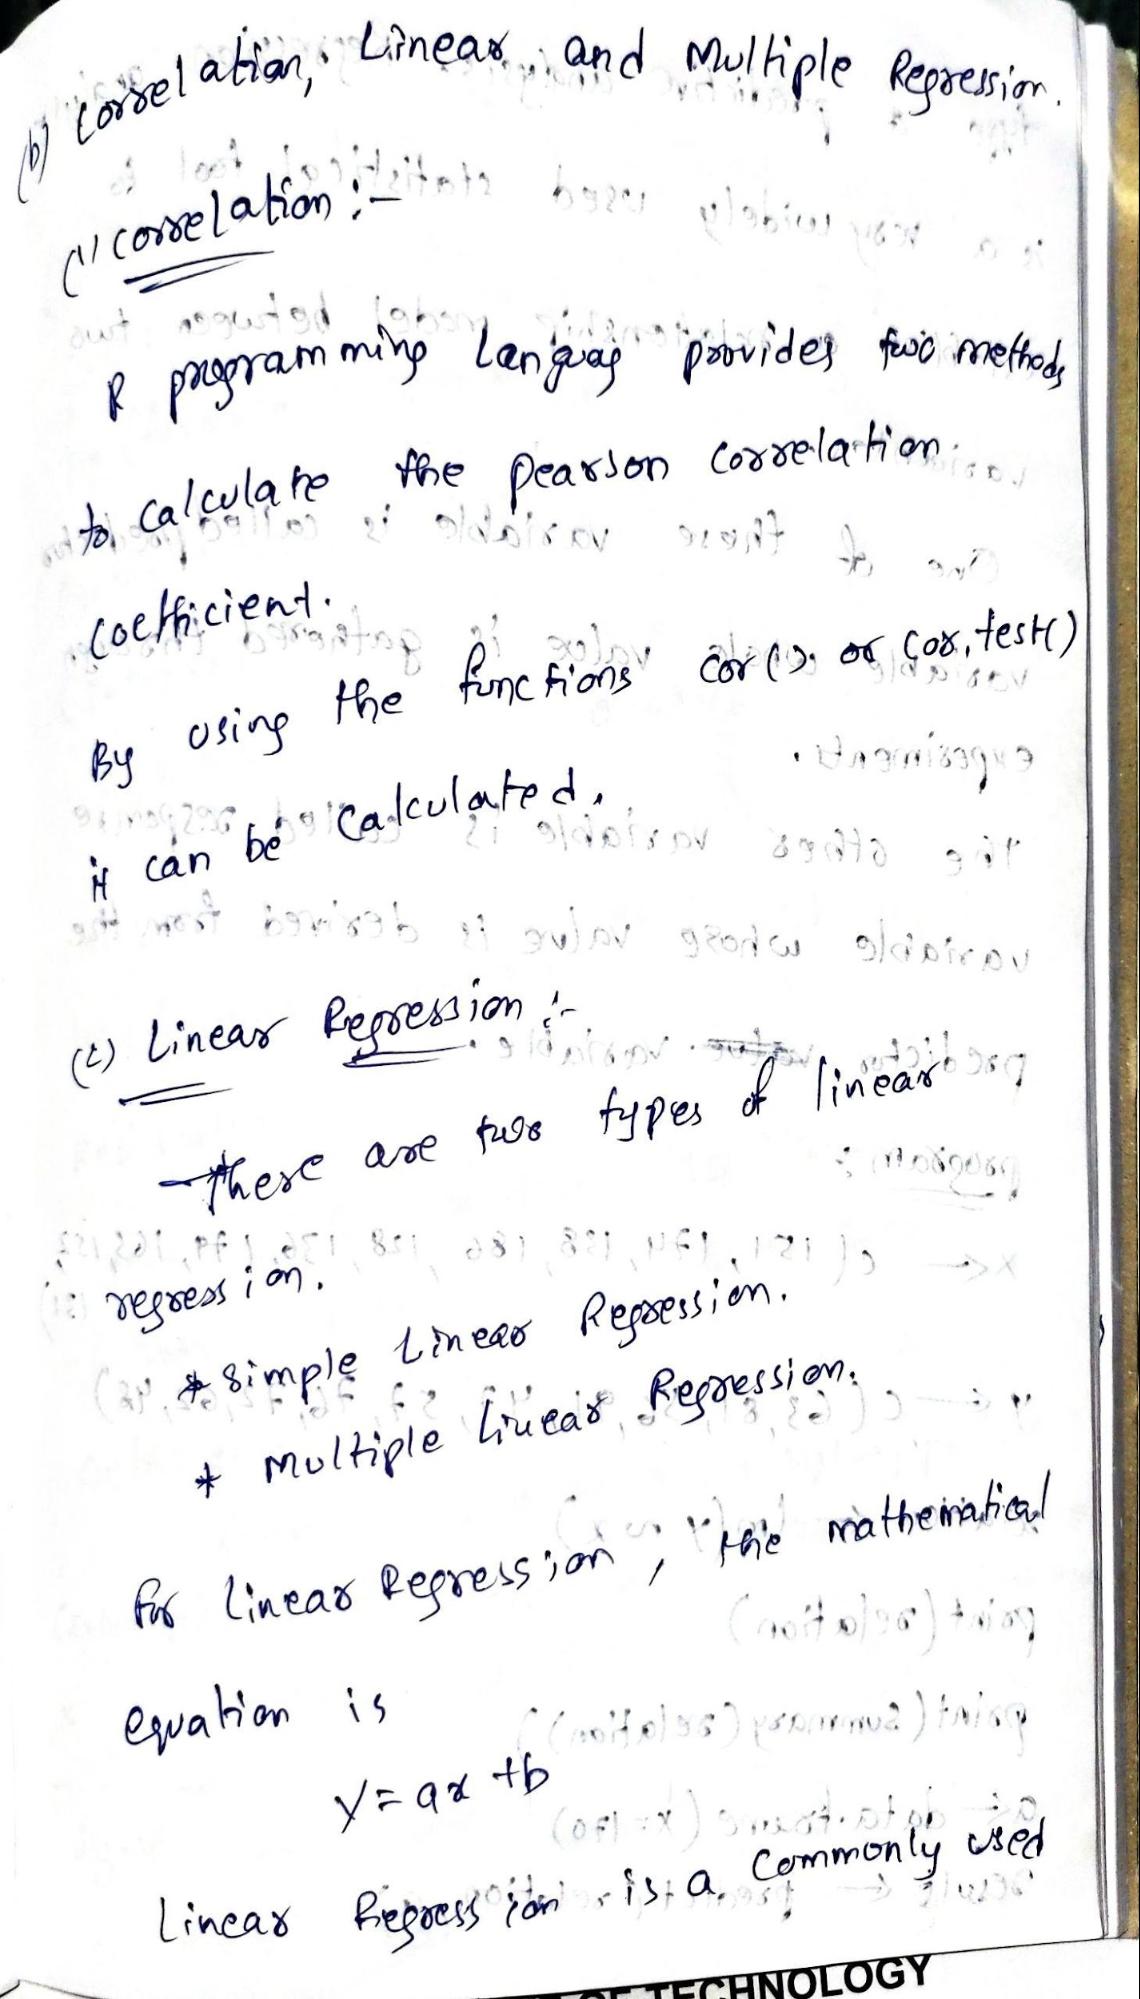 (b) Correlation, Linear and Multiple Regression.
(1) correlation :-
R programming Languag provides two methods
to calculate the pearson correlation
coefficient.
By using the functions cor() or cor.test()
it can be calculated.
(2) Linear Regression :-
There are two types of linear
regression.
* Simple Linear Regression.
* Multiple Linear Regression.
for linear Regression, the mathematical
equation is
Y = ax + b
Linear Regression is a commonly used
OF TECHNOLOGY